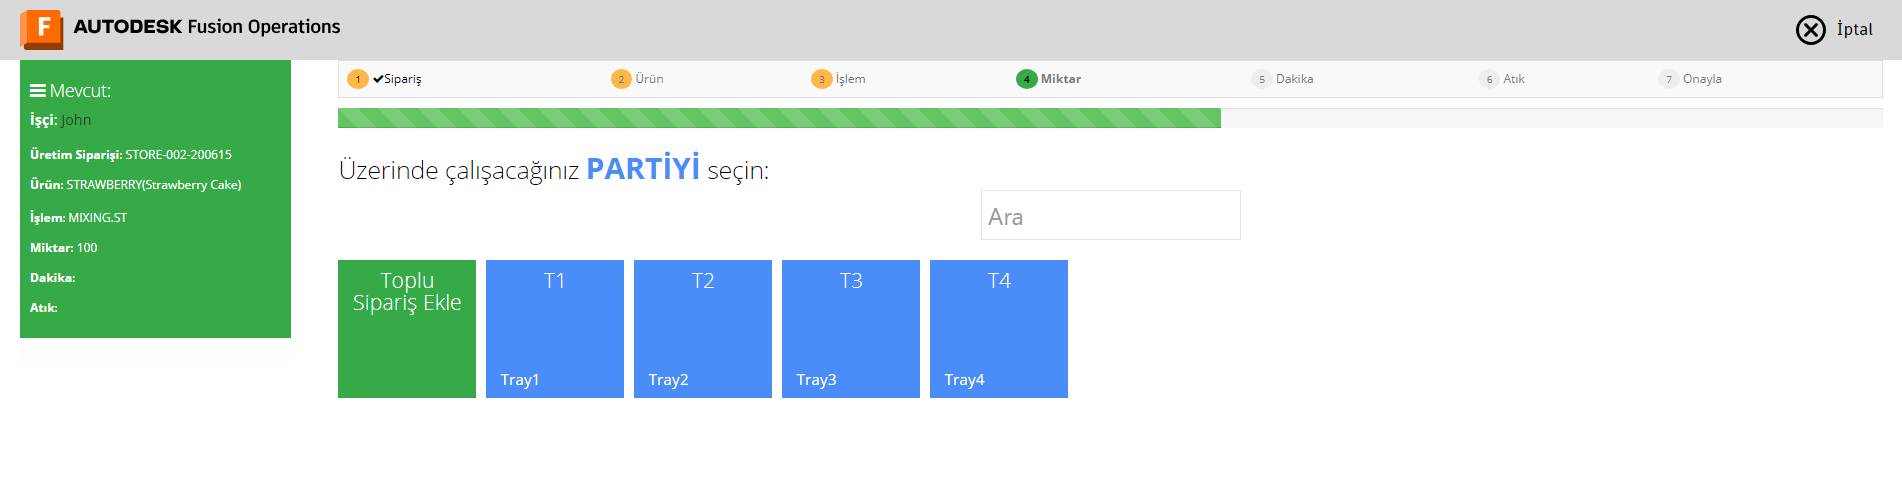 F AUTODESK Fusion Operations
İptal
Mevcut:
İşçi: John
Üretim Siparişi: STORE-002-200615
Ürün: STRAWBERRY(Strawberry Cake)
İşlem: MIXING.ST
Miktar: 100
Dakika:
Atık:
1 ✔Sipariş
2 Ürün
3 İşlem
4 Miktar
5 Dakika
6 Atık
7 Onayla
Üzerinde çalışacağınız PARTİYİ seçin:
Ara
Toplu
Sipariş Ekle
T1
Tray1
T2
Tray2
T3
Tray3
T4
Tray4